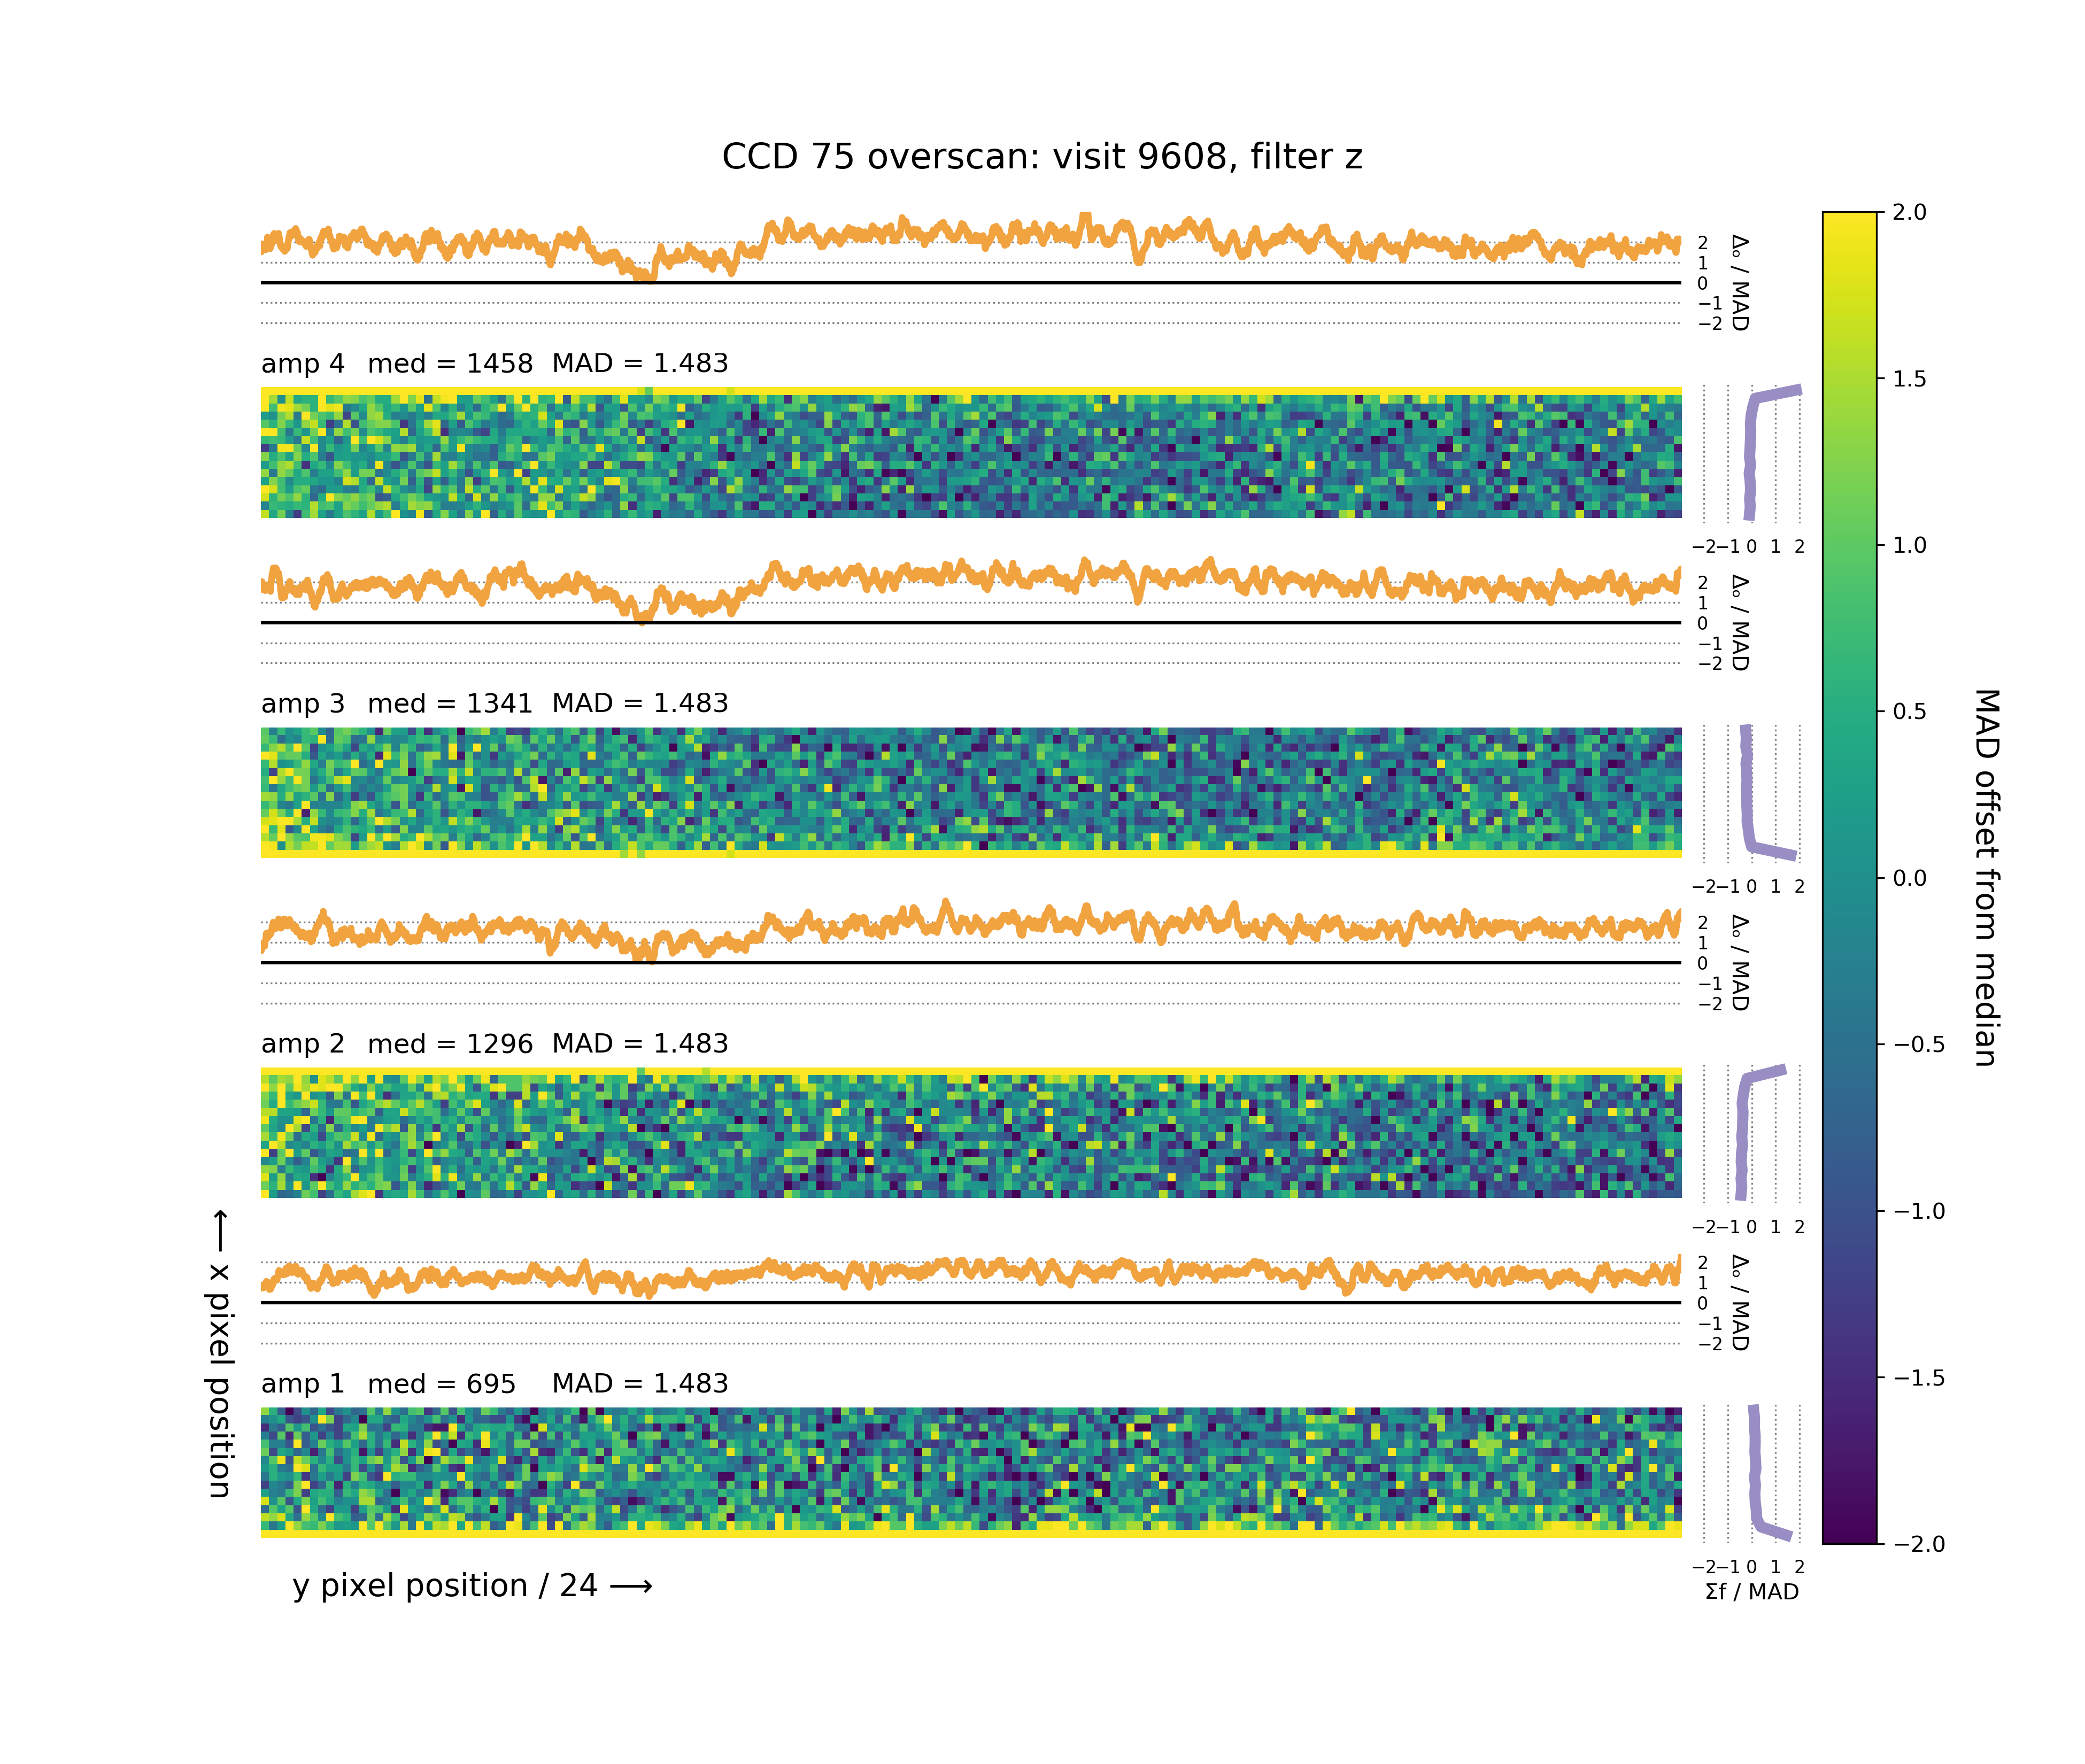 CCD 75 overscan: visit 9608, filter z
2
1
0
−1
−2
Δₒ / MAD
amp 4 med = 1458 MAD = 1.483
−2 −1 0 1 2
2
1
0
−1
−2
Δₒ / MAD
amp 3 med = 1341 MAD = 1.483
−2 −1 0 1 2
2
1
0
−1
−2
Δₒ / MAD
amp 2 med = 1296 MAD = 1.483
−2 −1 0 1 2
2
1
0
−1
−2
Δₒ / MAD
amp 1 med = 695 MAD = 1.483
−2 −1 0 1 2
Σf / MAD
⟵ x pixel position
y pixel position / 24 ⟶
2.0
1.5
1.0
0.5
0.0
−0.5
−1.0
−1.5
−2.0
MAD offset from median